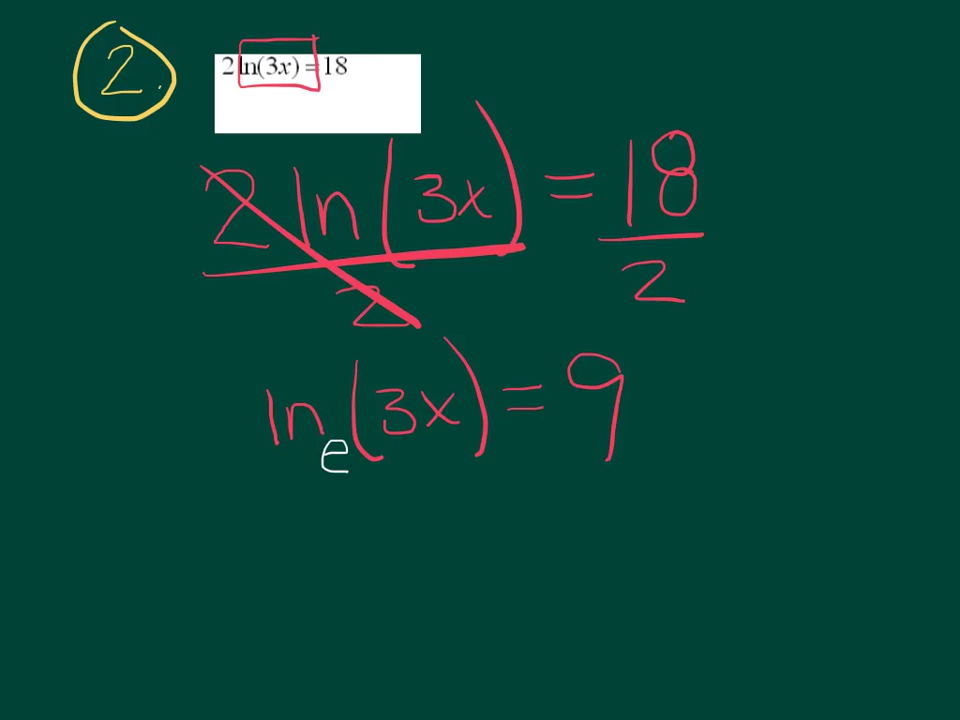 2.
2 ln(3x) = 18
2 ln(3x) = 18
2 2
ln e (3x) = 9